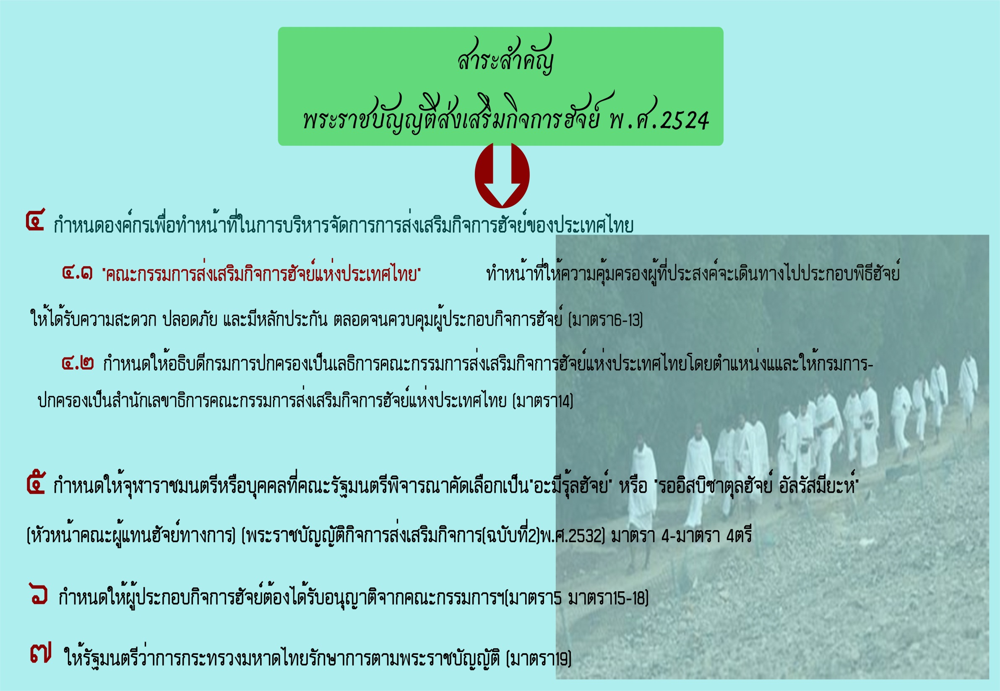 สาระสำคัญ
พระราชบัญญัติส่งเสริมกิจการฮัจย์ พ.ศ.2524
๔ กำหนดองค์กรเพื่อทำหน้าที่ในการบริหารจัดการการส่งเสริมกิจการฮัจย์ของประเทศไทย
๔.๑ "คณะกรรมการส่งเสริมกิจการฮัจย์แห่งประเทศไทย" ทำหน้าที่ให้ความคุ้มครองผู้ที่ประสงค์จะเดินทางไปประกอบพิธีฮัจย์
ให้ได้รับความสะดวก ปลอดภัย และมีหลักประกัน ตลอดจนควบคุมผู้ประกอบกิจการฮัจย์ (มาตรา6-13)
๔.๒ กำหนดให้อธิบดีกรมการปกครองเป็นเลธิการคณะกรรมการส่งเสริมกิจการฮัจย์แห่งประเทศไทยโดยตำแหน่งแและให้กรมการ-
ปกครองเป็นสำนักเลขาธิการคณะกรรมการส่งเสริมกิจการฮัจย์แห่งประเทศไทย (มาตรา14)
๕ กำหนดให้จุฬาราชมนตรีหรือบุคคลที่คณะรัฐมนตรีพิจารณาคัดเลือกเป็น"อะมีรุ้ลฮัจย์" หรือ "รออิสบิซาตุลฮัจย์ อัลรัสมียะห์"
(หัวหน้าคณะผู้แทนฮัจย์ทางการ) (พระราชบัญญัติกิจการส่งเสริมกิจการ(ฉบับที่2)พ.ศ.2532) มาตรา 4-มาตรา 4ตรี
๖ กำหนดให้ผู้ประกอบกิจการฮัจย์ต้องได้รับอนุญาติจากคณะกรรมการฯ(มาตรา5 มาตรา15-18)
๗ ให้รัฐมนตรีว่าการกระทรวงมหาดไทยรักษาการตามพระราชบัญญัติ (มาตรา19)